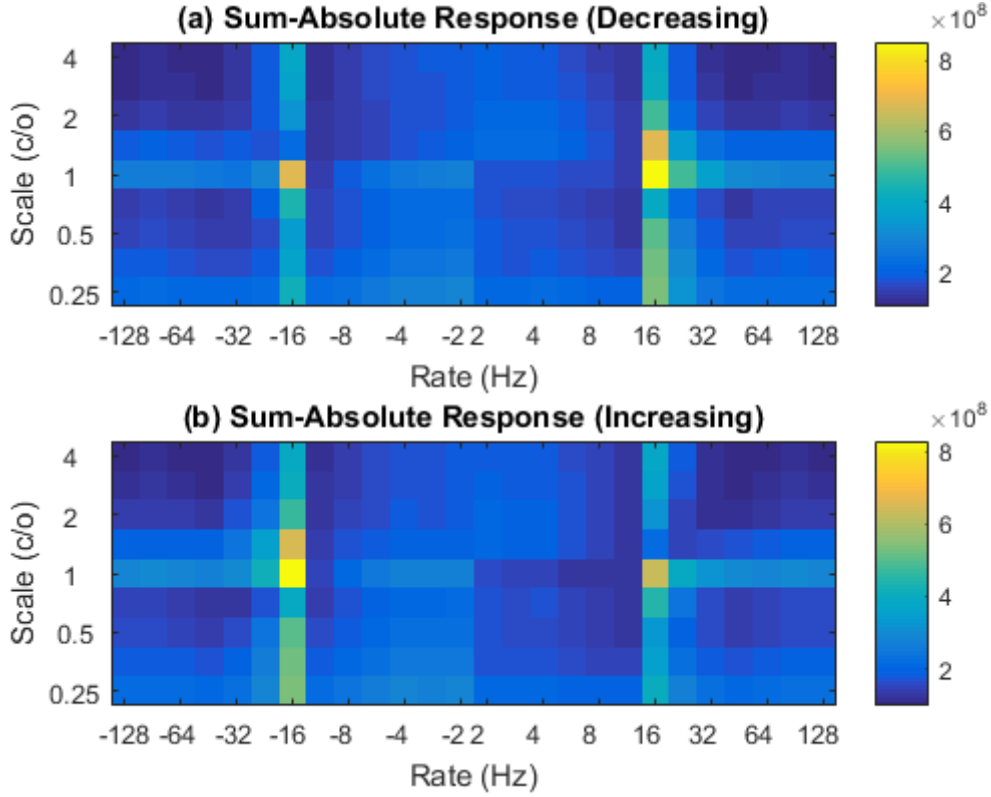 (a) Sum-Absolute Response (Decreasing)
×10^8
Scale (c/o)
4
2
1
0.5
0.25
-128 -64 -32 -16 -8 -4 -2 2 4 8 16 32 64 128
Rate (Hz)
8
6
4
2
(b) Sum-Absolute Response (Increasing)
×10^8
Scale (c/o)
4
2
1
0.5
0.25
-128 -64 -32 -16 -8 -4 -2 2 4 8 16 32 64 128
Rate (Hz)
8
6
4
2